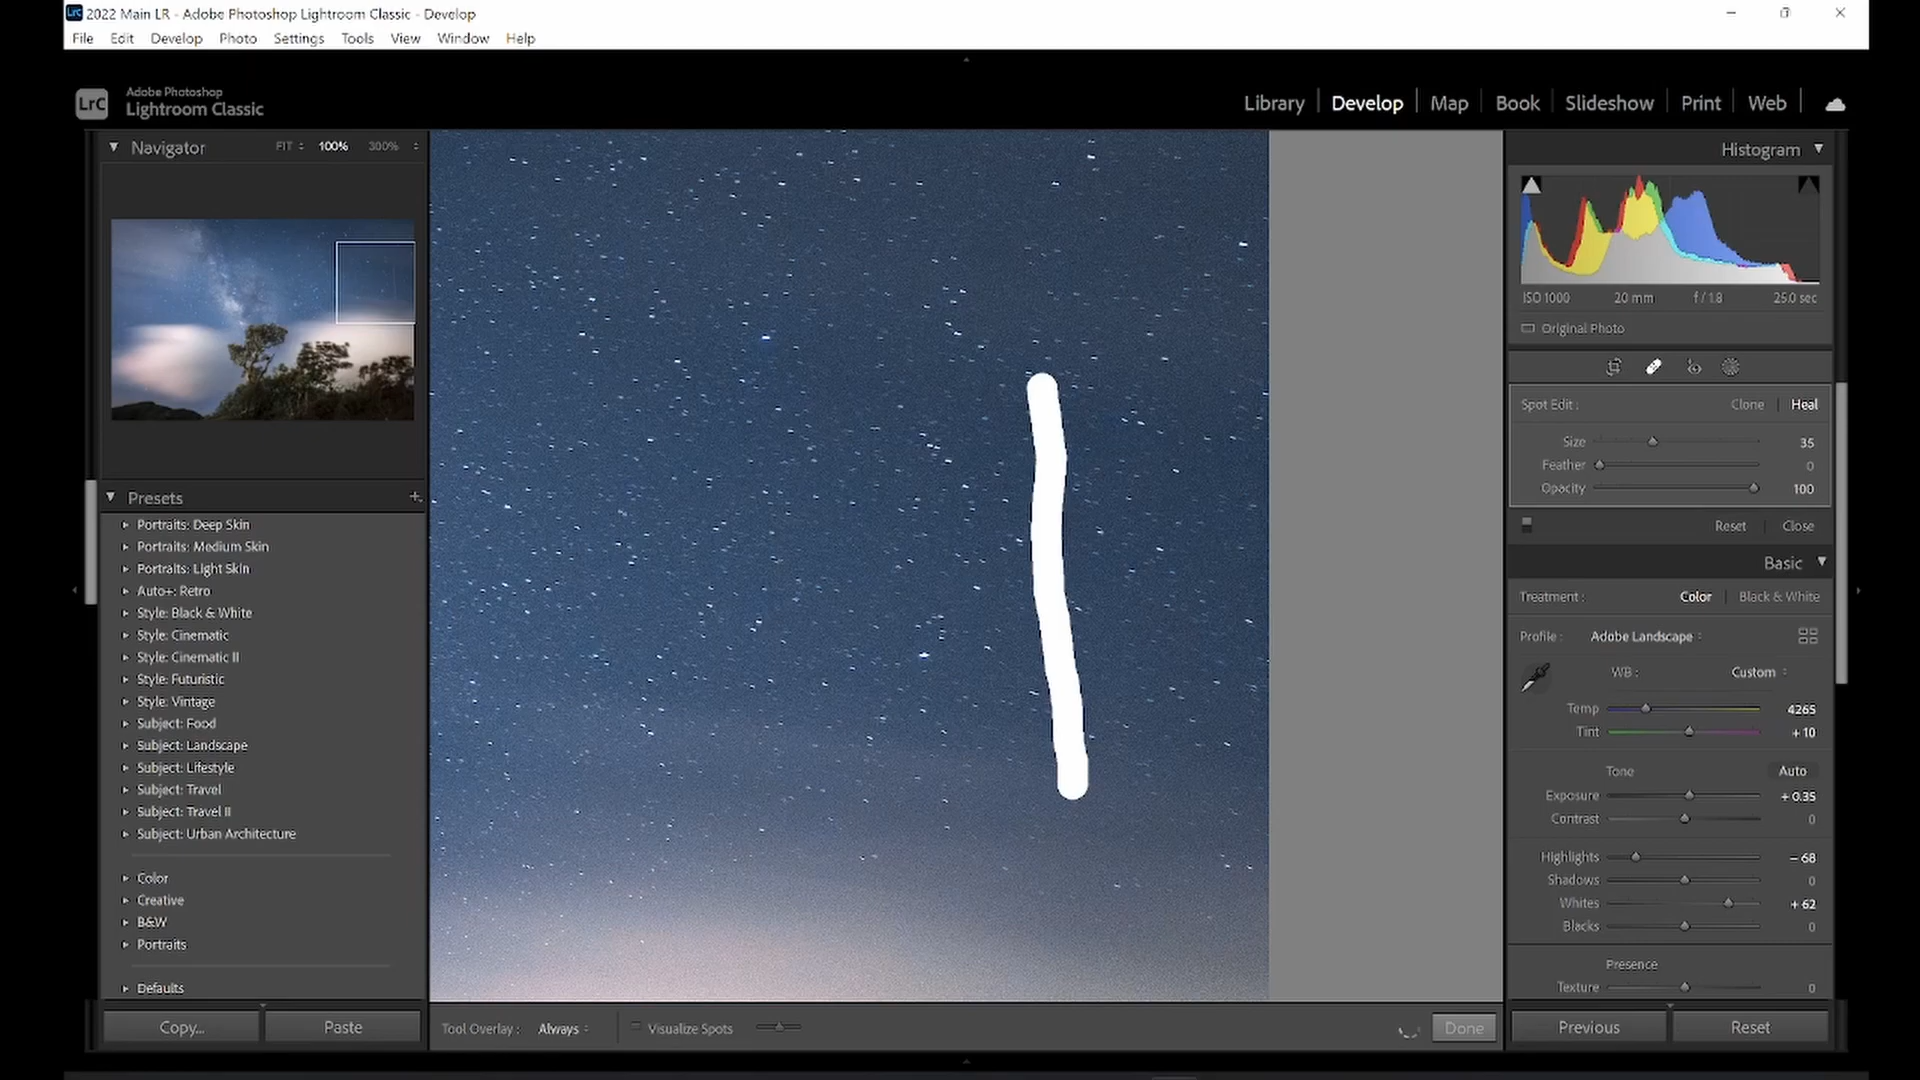 2022 Main LR - Adobe Photoshop Lightroom Classic - Develop
File Edit Develop Photo Settings Tools View Window Help
LrC
Adobe Photoshop
Lightroom Classic
Library Develop Map Book Slideshow Print Web
Navigator FIT 100% 300%
Presets
Portraits: Deep Skin
Portraits: Medium Skin
Portraits: Light Skin
Auto+: Retro
Style: Black & White
Style: Cinematic
Style: Cinematic II
Style: Futuristic
Style: Vintage
Subject: Food
Subject: Landscape
Subject: Lifestyle
Subject: Travel
Subject: Travel II
Subject: Urban Architecture
Color
Creative
B&W
Portraits
Defaults
Copy... Paste
Tool Overlay : Always Visualize Spots Done
Histogram
ISO 1000 20 mm f / 1.8 25.0 sec
Original Photo
Spot Edit : Clone Heal
Size 35
Feather 0
Opacity 100
Reset Close
Basic
Treatment : Color Black & White
Profile : Adobe Landscape
WB : Custom
Temp 4265
Tint + 10
Tone Auto
Exposure + 0.35
Contrast 0
Highlights – 68
Shadows 0
Whites + 62
Blacks 0
Presence
Texture 0
Previous Reset